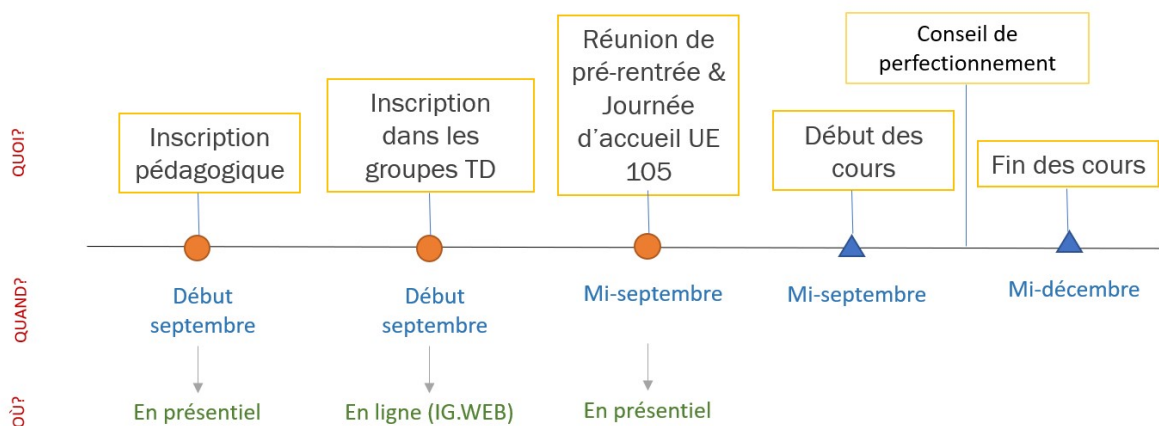 QUOI?
Inscription
pédagogique
Inscription
dans les
groupes TD
Réunion de
pré-rentrée &
Journée
d’accueil UE
105
Début des
cours
Conseil de
perfectionnement
Fin des cours
QUAND?
Début
septembre
Début
septembre
Mi-septembre
Mi-septembre
Mi-décembre
OÙ?
En présentiel
En ligne (IG.WEB)
En présentiel